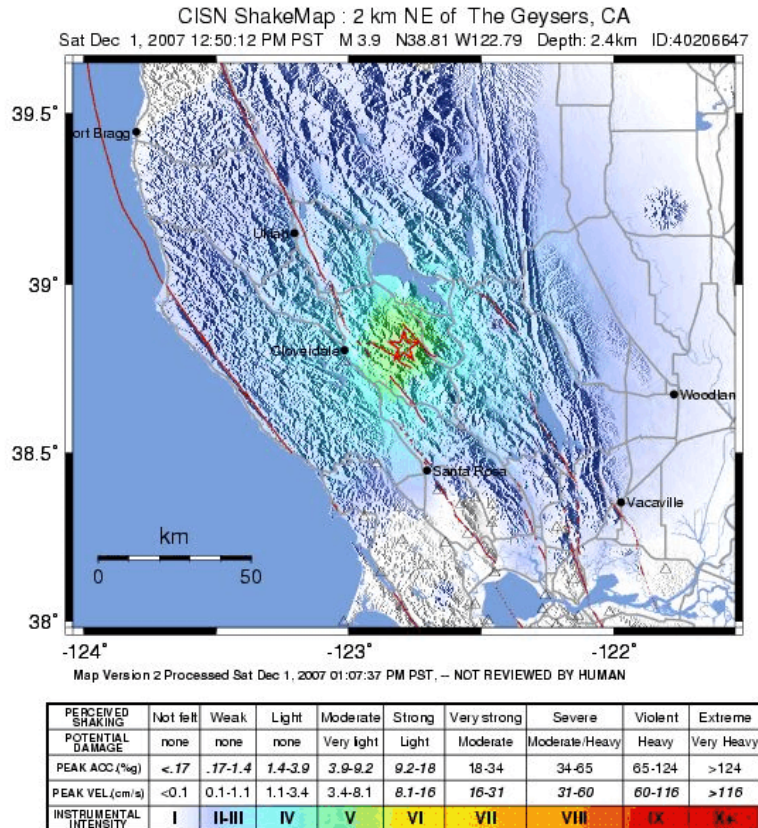 CISN ShakeMap : 2 km NE of The Geysers, CA
Sat Dec 1, 2007 12:50:12 PM PST M 3.9 N38.81 W122.79 Depth: 2.4km ID:40206647
39.5˚
ort Bragg
Ukiah
39˚
Cloverdale
Woodlan
38.5˚
Santa Rosa
Vacaville
km
0 50
38˚
-124˚ -123˚ -122˚
Map Version 2 Processed Sat Dec 1, 2007 01:07:37 PM PST, -- NOT REVIEWED BY HUMAN
PERCEIVED SHAKING Not felt Weak Light Moderate Strong Very strong Severe Violent Extreme
POTENTIAL DAMAGE none none none Very light Light Moderate Moderate/Heavy Heavy Very Heavy
PEAK ACC.(%g) <.17 .17-1.4 1.4-3.9 3.9-9.2 9.2-18 18-34 34-65 65-124 >124
PEAK VEL.(cm/s) <0.1 0.1-1.1 1.1-3.4 3.4-8.1 8.1-16 16-31 31-60 60-116 >116
INSTRUMENTAL INTENSITY I II-III IV V VI VII VIII IX X+